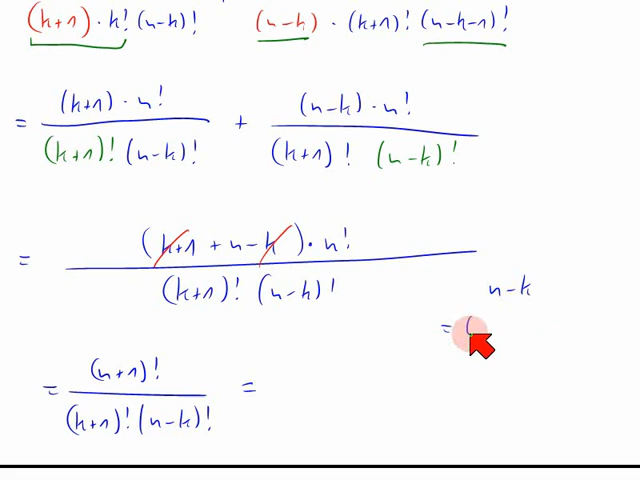 (k+1) · k! (n-k)! (n-k) · (k+1)! (n-k-1)!
= (k+1) · n! / (k+1)! (n-k)! + (n-k) · n! / (k+1)! (n-k)!
= (k+1 + n-k) · n! / (k+1)! (n-k)!
n-k
= (
= (n+1)! / (k+1)! (n-k)! =